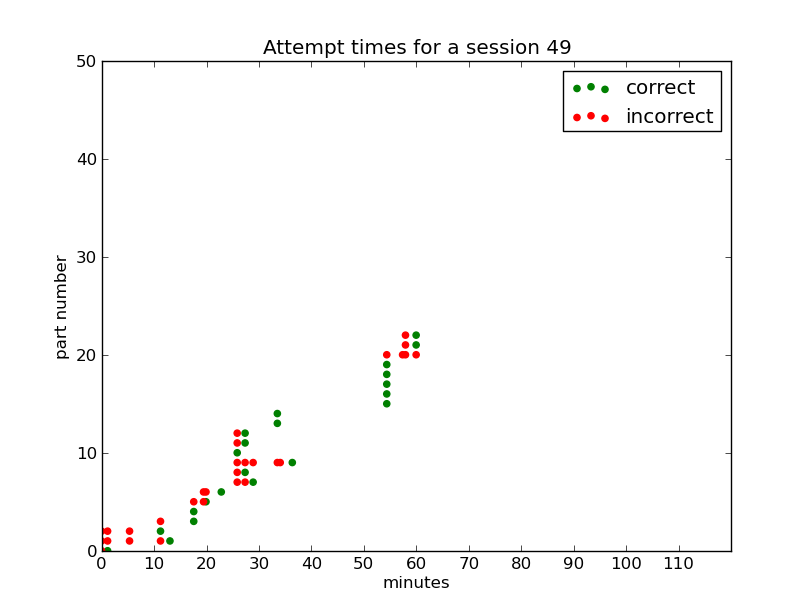 Attempt times for a session 49
correct
incorrect
50
40
30
20
10
0
part number
0 10 20 30 40 50 60 70 80 90 100 110
minutes